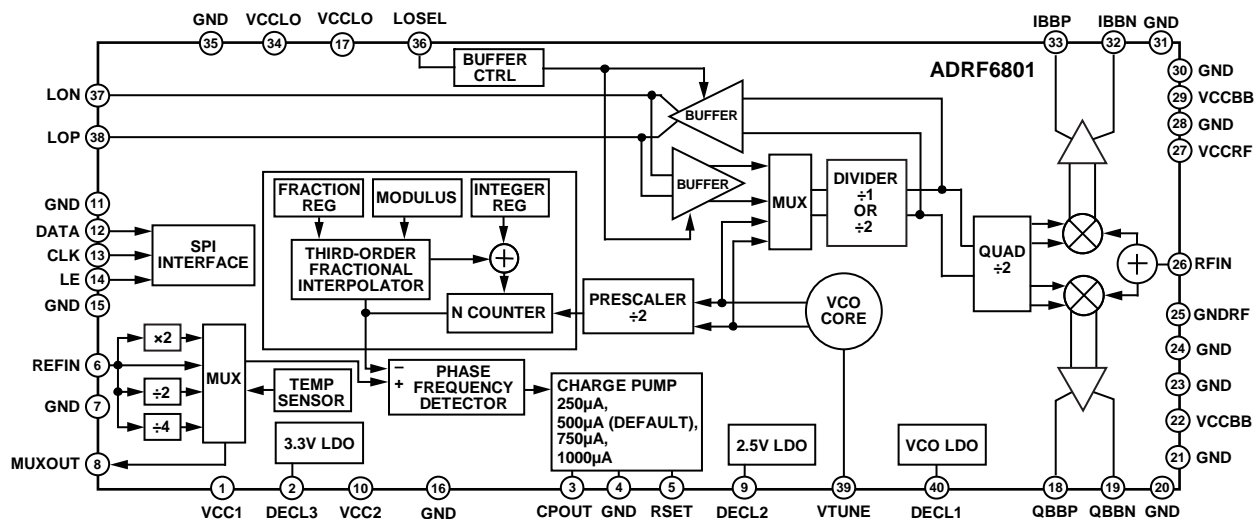 GND VCCLO VCCLO LOSEL IBBP IBBN GND
35 34 17 36 33 32 31
BUFFER
CTRL
ADRF6801
30 GND
29 VCCBB
28 GND
27 VCCRF
LON 37
LOP 38
BUFFER
BUFFER
MUX
DIVIDER
÷1
OR
÷2
QUAD
÷2
+
26 RFIN
GND 11
DATA 12
CLK 13
LE 14
GND 15
SPI
INTERFACE
FRACTION
REG
MODULUS
INTEGER
REG
THIRD-ORDER
FRACTIONAL
INTERPOLATOR
+
N COUNTER
PRESCALER
÷2
VCO
CORE
25 GNDRF
24 GND
23 GND
22 VCCBB
21 GND
REFIN 6
GND 7
MUXOUT 8
×2
÷2
÷4
MUX
TEMP
SENSOR
–
+
PHASE
FREQUENCY
DETECTOR
CHARGE PUMP
250µA,
500µA (DEFAULT),
750µA,
1000µA
3.3V LDO
2.5V LDO
VCO LDO
1 2 10 16 3 4 5 9 39 40 18 19 20
VCC1 DECL3 VCC2 GND CPOUT GND RSET DECL2 VTUNE DECL1 QBBP QBBN GND